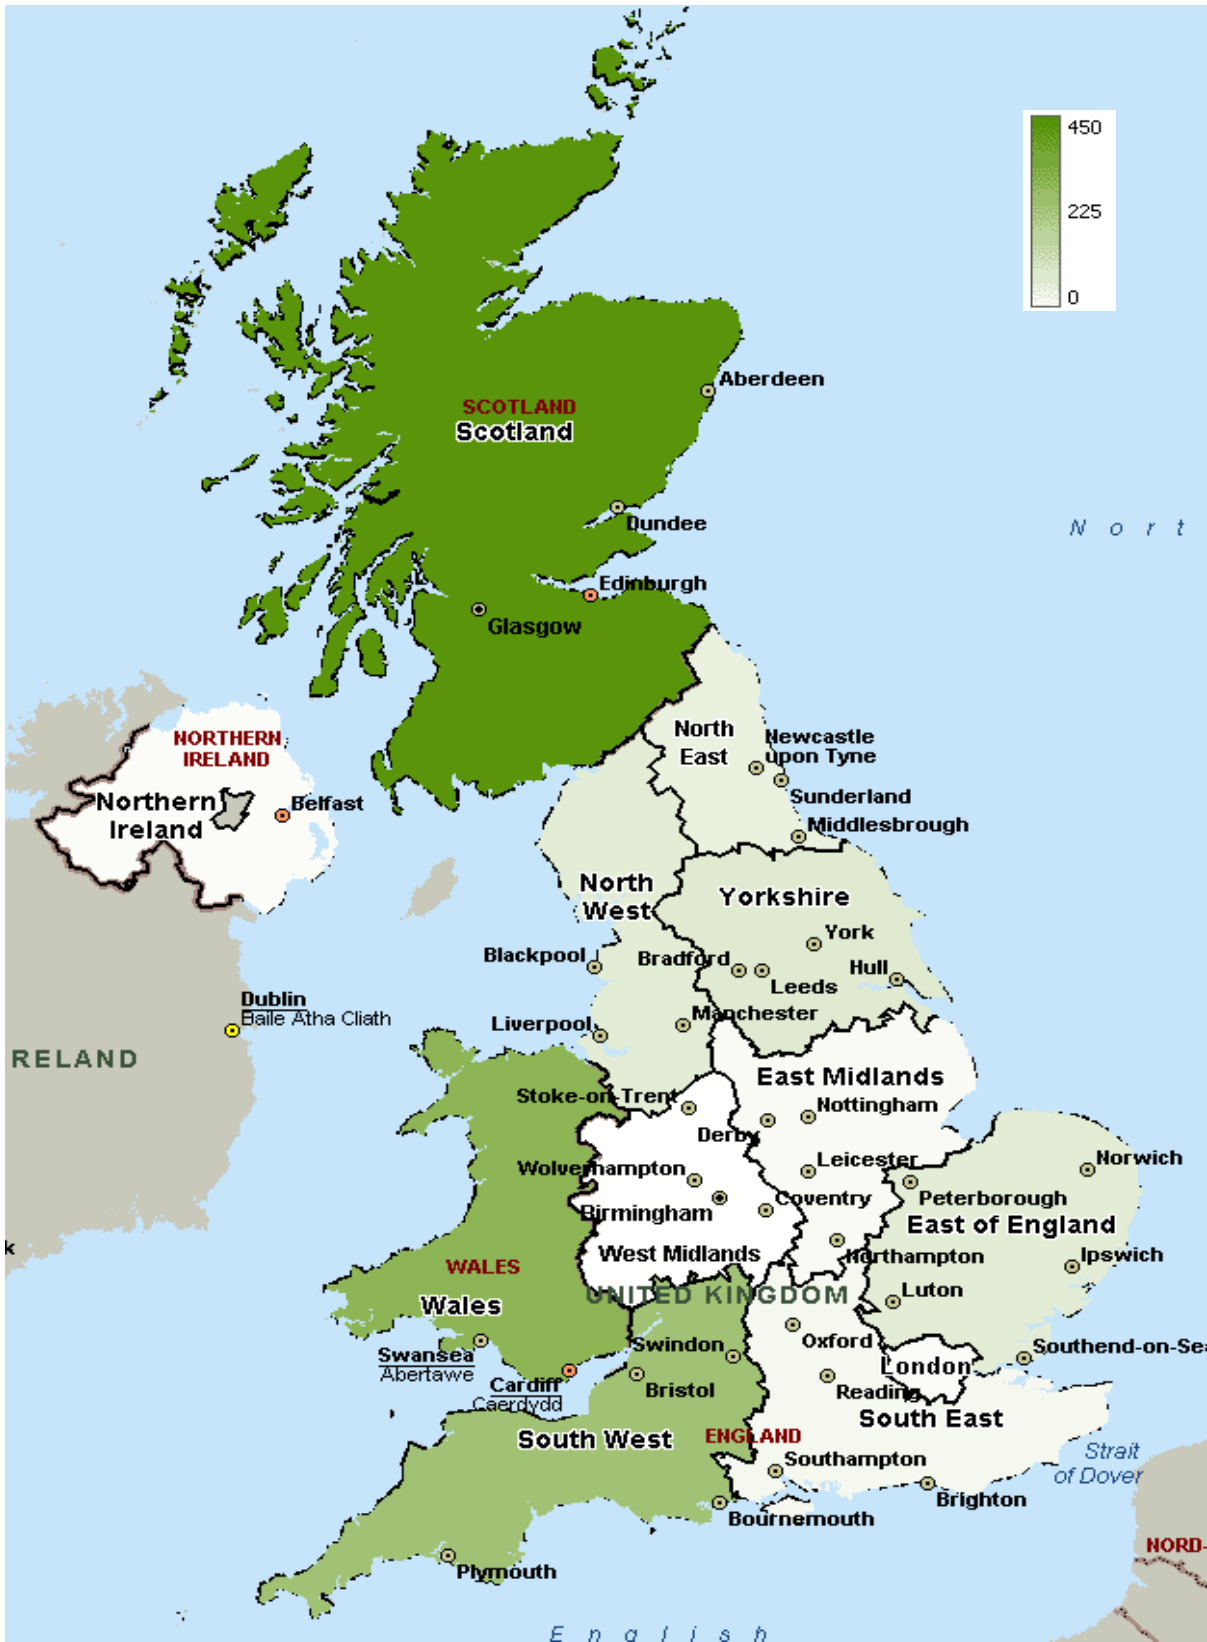 450
225
0
Aberdeen
SCOTLAND
Scotland
Dundee
N o r t
Edinburgh
Glasgow
North
East
Newcastle
upon Tyne
NORTHERN
IRELAND
Sunderland
Northern
Ireland
Belfast
Middlesbrough
North
West
Yorkshire
York
Blackpool
Bradford
Hull
Leeds
Dublin
Baile Atha Cliath
Liverpool
Manchester
RELAND
East Midlands
Stoke-on-Trent
Nottingham
Derby
Norwich
Wolverhampton
Leicester
Peterborough
Coventry
Birmingham
East of England
k
West Midlands
Northampton
Ipswich
WALES
UNITED KINGDOM
Luton
Wales
Swindon
Oxford
Southend-on-Sea
Swansea
Abertawe
London
Cardiff
Caerdydd
Bristol
Reading
South East
South West
ENGLAND
Strait
of Dover
Southampton
Brighton
Bournemouth
NORD-
Plymouth
E n g l i s h